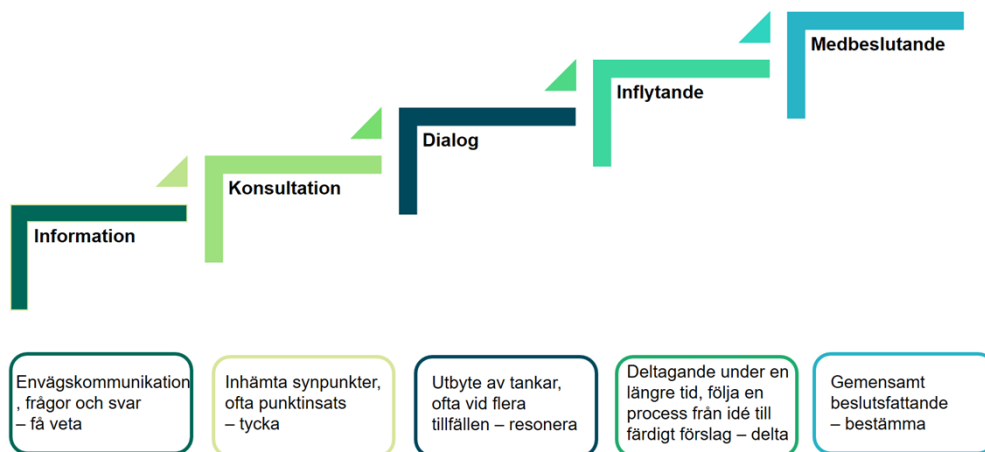 Medbeslutande
Inflytande
Dialog
Konsultation
Information
Envägskommunikation
, frågor och svar
– få veta
Inhämta synpunkter,
ofta punktinsats
– tycka
Utbyte av tankar,
ofta vid flera
tillfällen – resonera
Deltagande under en
längre tid, följa en
process från idé till
färdigt förslag – delta
Gemensamt
beslutsfattande
– bestämma